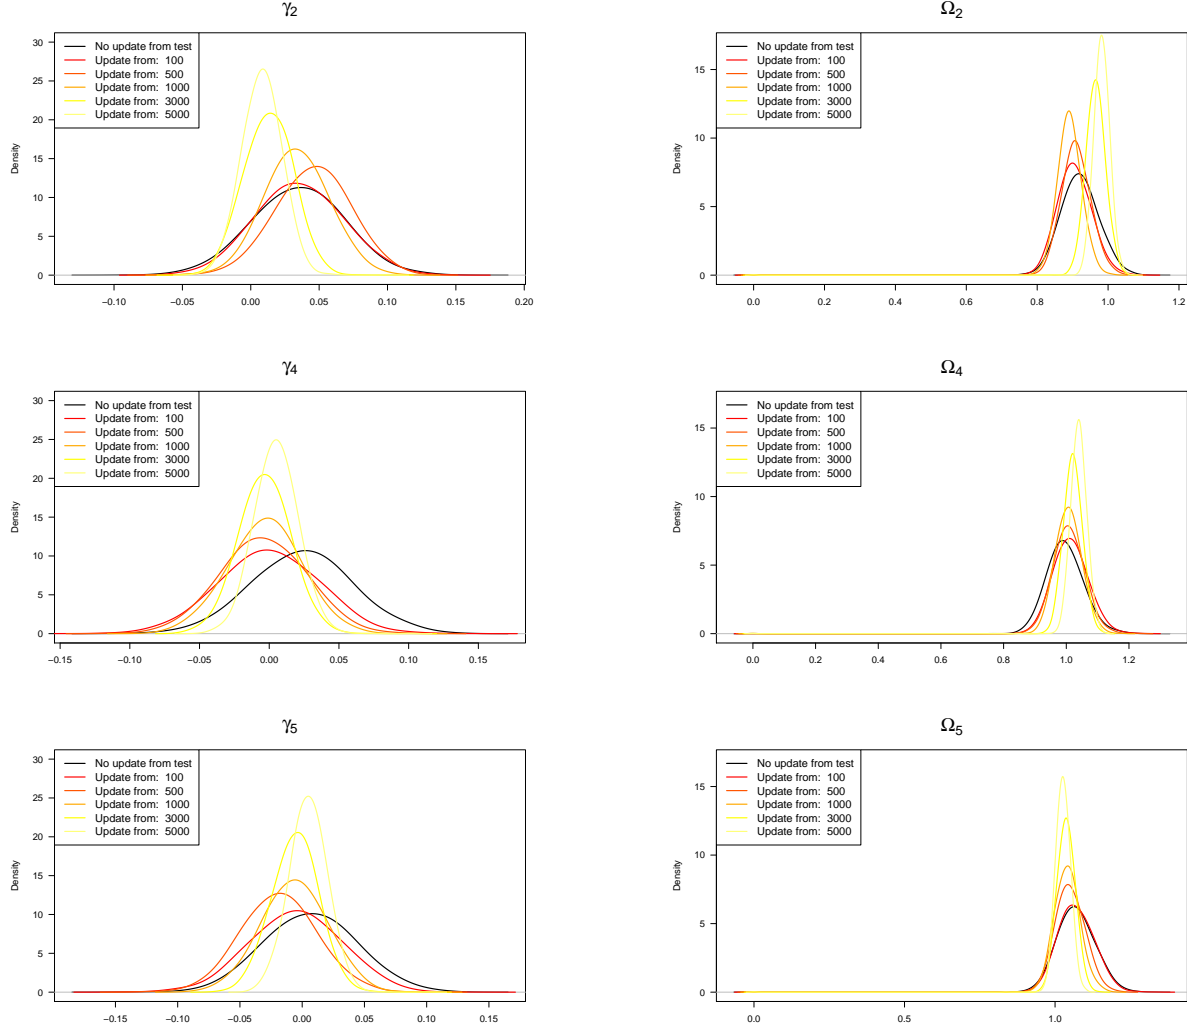 γ2
Density
30
25
20
15
10
5
0
No update from test
Update from: 100
Update from: 500
Update from: 1000
Update from: 3000
Update from: 5000
−0.10 −0.05 0.00 0.05 0.10 0.15 0.20
Ω2
Density
15
10
5
0
No update from test
Update from: 100
Update from: 500
Update from: 1000
Update from: 3000
Update from: 5000
0.0 0.2 0.4 0.6 0.8 1.0 1.2
γ4
Density
30
25
20
15
10
5
0
No update from test
Update from: 100
Update from: 500
Update from: 1000
Update from: 3000
Update from: 5000
−0.15 −0.10 −0.05 0.00 0.05 0.10 0.15
Ω4
Density
15
10
5
0
No update from test
Update from: 100
Update from: 500
Update from: 1000
Update from: 3000
Update from: 5000
0.0 0.2 0.4 0.6 0.8 1.0 1.2
γ5
Density
30
25
20
15
10
5
0
No update from test
Update from: 100
Update from: 500
Update from: 1000
Update from: 3000
Update from: 5000
−0.15 −0.10 −0.05 0.00 0.05 0.10 0.15
Ω5
Density
15
10
5
0
No update from test
Update from: 100
Update from: 500
Update from: 1000
Update from: 3000
Update from: 5000
0.0 0.5 1.0